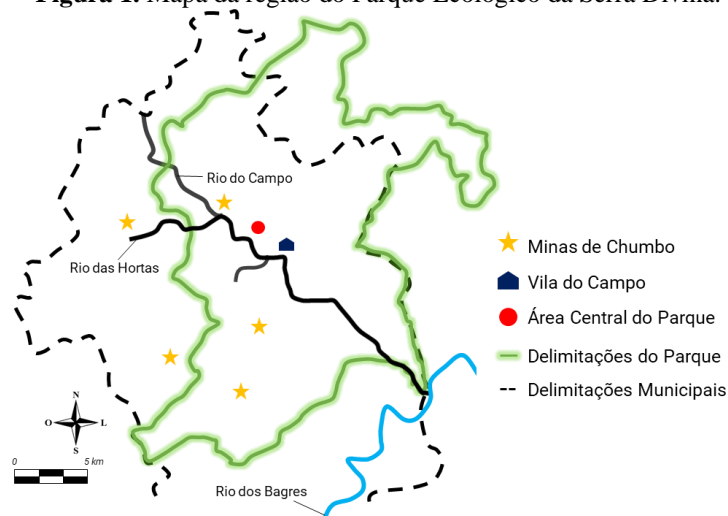 Figura 1. Mapa da região do Parque Ecológico da Serra Divina.
Rio do Campo
Rio das Hortas
Minas de Chumbo
Vila do Campo
Área Central do Parque
Delimitações do Parque
Delimitações Municipais
N
O
L
S
0 5 km
Rio dos Bagres